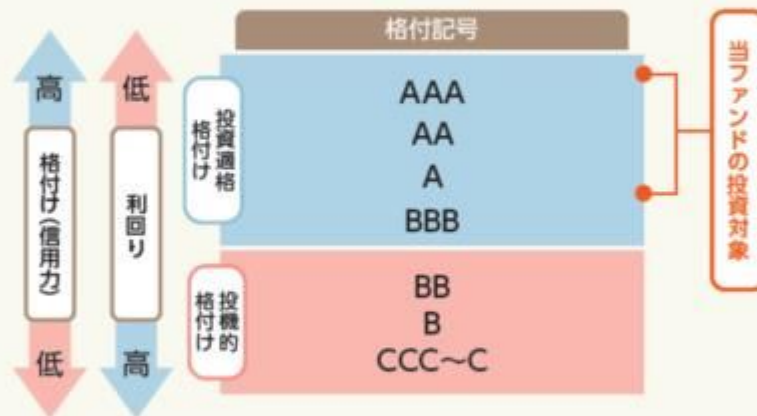 格付記号
高
低
格付け(信用力)
利回り
低
高
投資適格
格付け
AAA
AA
A
BBB
投機的
格付け
BB
B
CCC~C
当ファンドの投資対象